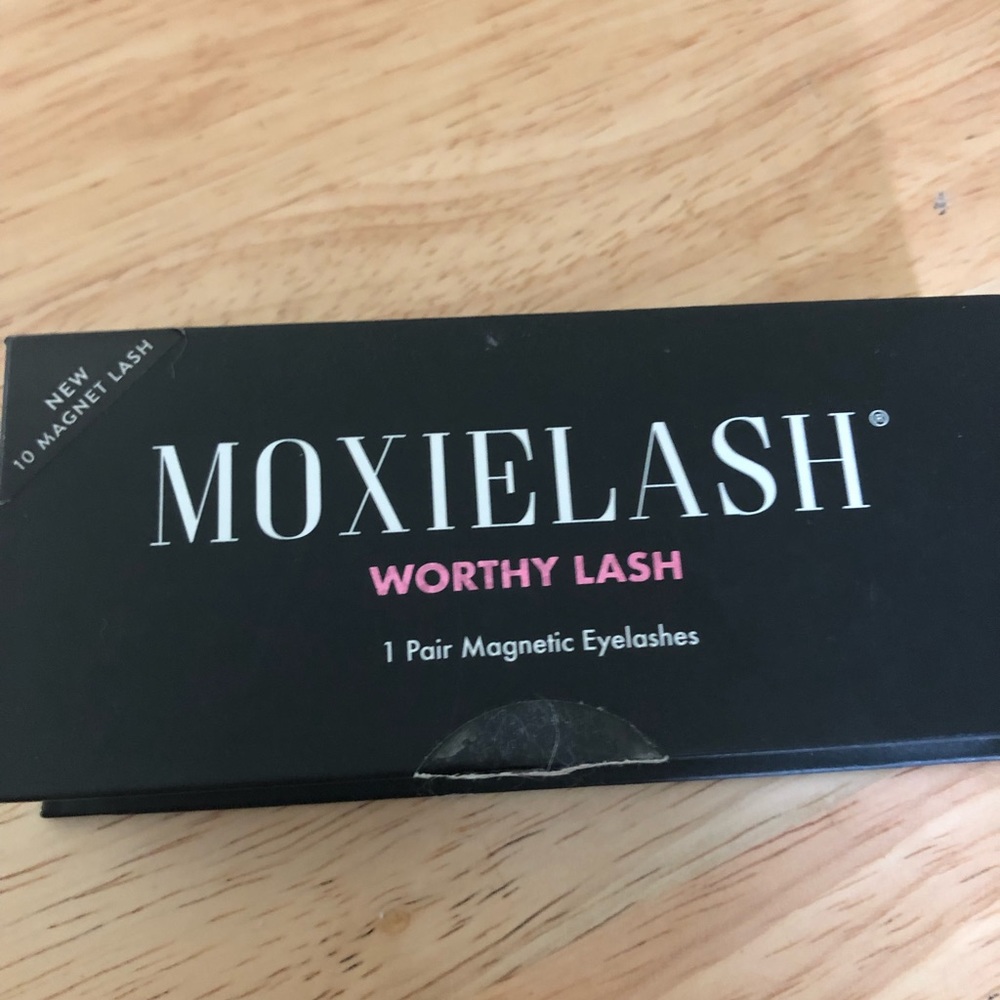 NEW
10 MAGNET LASH
MOXIELASH®
WORTHY LASH
1 Pair Magnetic Eyelashes